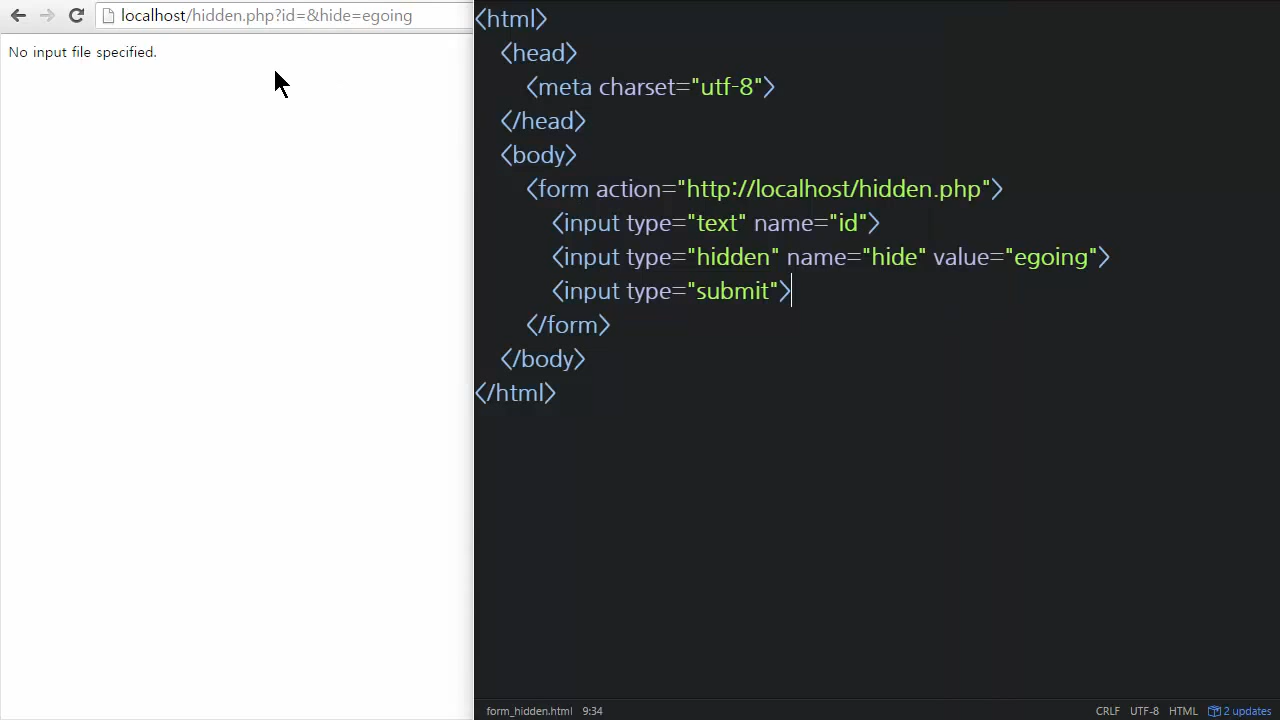 localhost/hidden.php?id=&hide=egoing
No input file specified.
<html>
<head>
<meta charset="utf-8">
</head>
<body>
<form action="http://localhost/hidden.php">
<input type="text" name="id">
<input type="hidden" name="hide" value="egoing">
<input type="submit">
</form>
</body>
</html>
form_hidden.html 9:34 CRLF UTF-8 HTML 2 updates